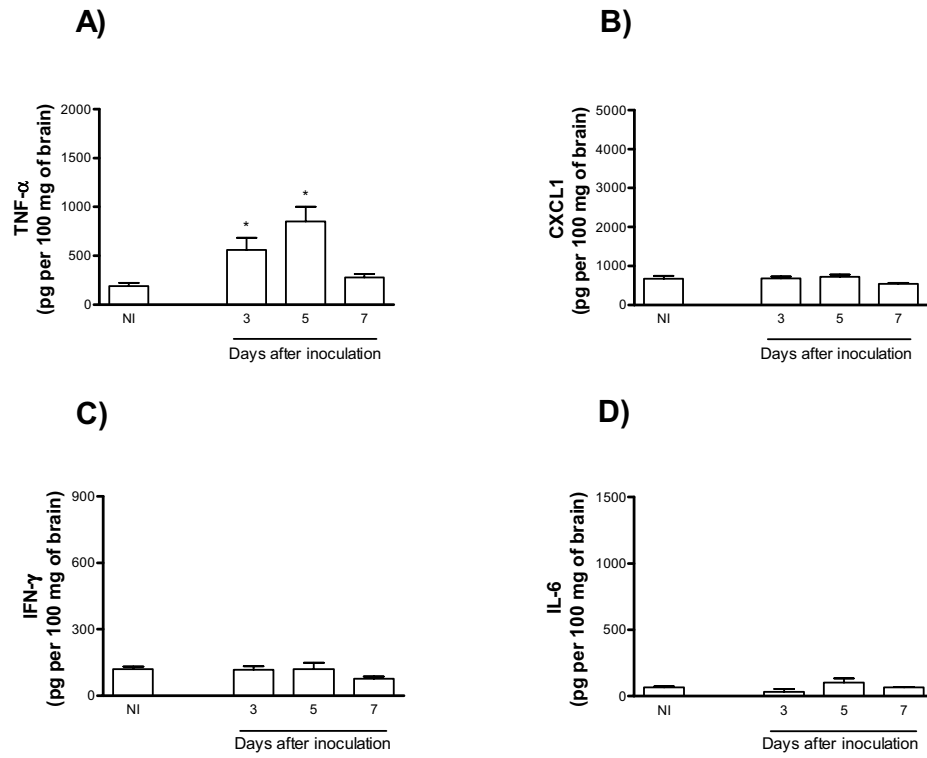 A)
TNF-α
(pg per 100 mg of brain)
2000
1500
1000
500
0
*
*
NI
3
5
7
Days after inoculation
B)
CXCL1
(pg per 100 mg of brain)
5000
4000
3000
2000
1000
0
NI
3
5
7
Days after inoculation
C)
IFN-γ
(pg per 100 mg of brain)
900
600
300
0
NI
3
5
7
Days after inoculation
D)
IL-6
(pg per 100 mg of brain)
1500
1000
500
0
NI
3
5
7
Days after inoculation